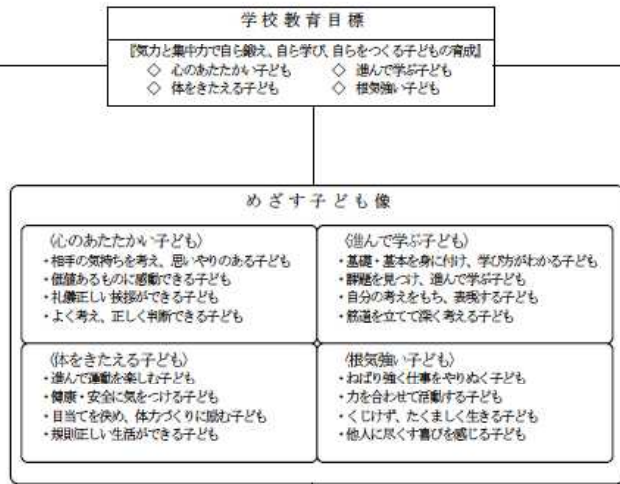 学校教育目標
『気力と集中力で自ら鍛え、自ら学び、自らをつくる子どもの育成』
◇ 心のあたたかい子ども ◇ 進んで学ぶ子ども
◇ 体をきたえる子ども ◇ 根気強い子ども
めざす子ども像
(心のあたたかい子ども)
・相手の気持ちを考え、思いやりのある子ども
・価値あるものに感動できる子ども
・礼儀正しい挨拶ができる子ども
・よく考え、正しく判断できる子ども
(進んで学ぶ子ども)
・基礎・基本を身に付け、学び方がわかる子ども
・課題を見つけ、進んで学ぶ子ども
・自分の考えをもち、表現する子ども
・筋道を立てて深く考える子ども
(体をきたえる子ども)
・進んで運動を楽しむ子ども
・健康・安全に気をつける子ども
・目当てを決め、体力づくりに励む子ども
・規則正しい生活ができる子ども
(根気強い子ども)
・ねばり強く仕事をやりぬく子ども
・力を合わせて活動する子ども
・くじけず、たくましく生きる子ども
・他人に尽くす喜びを感じる子ども